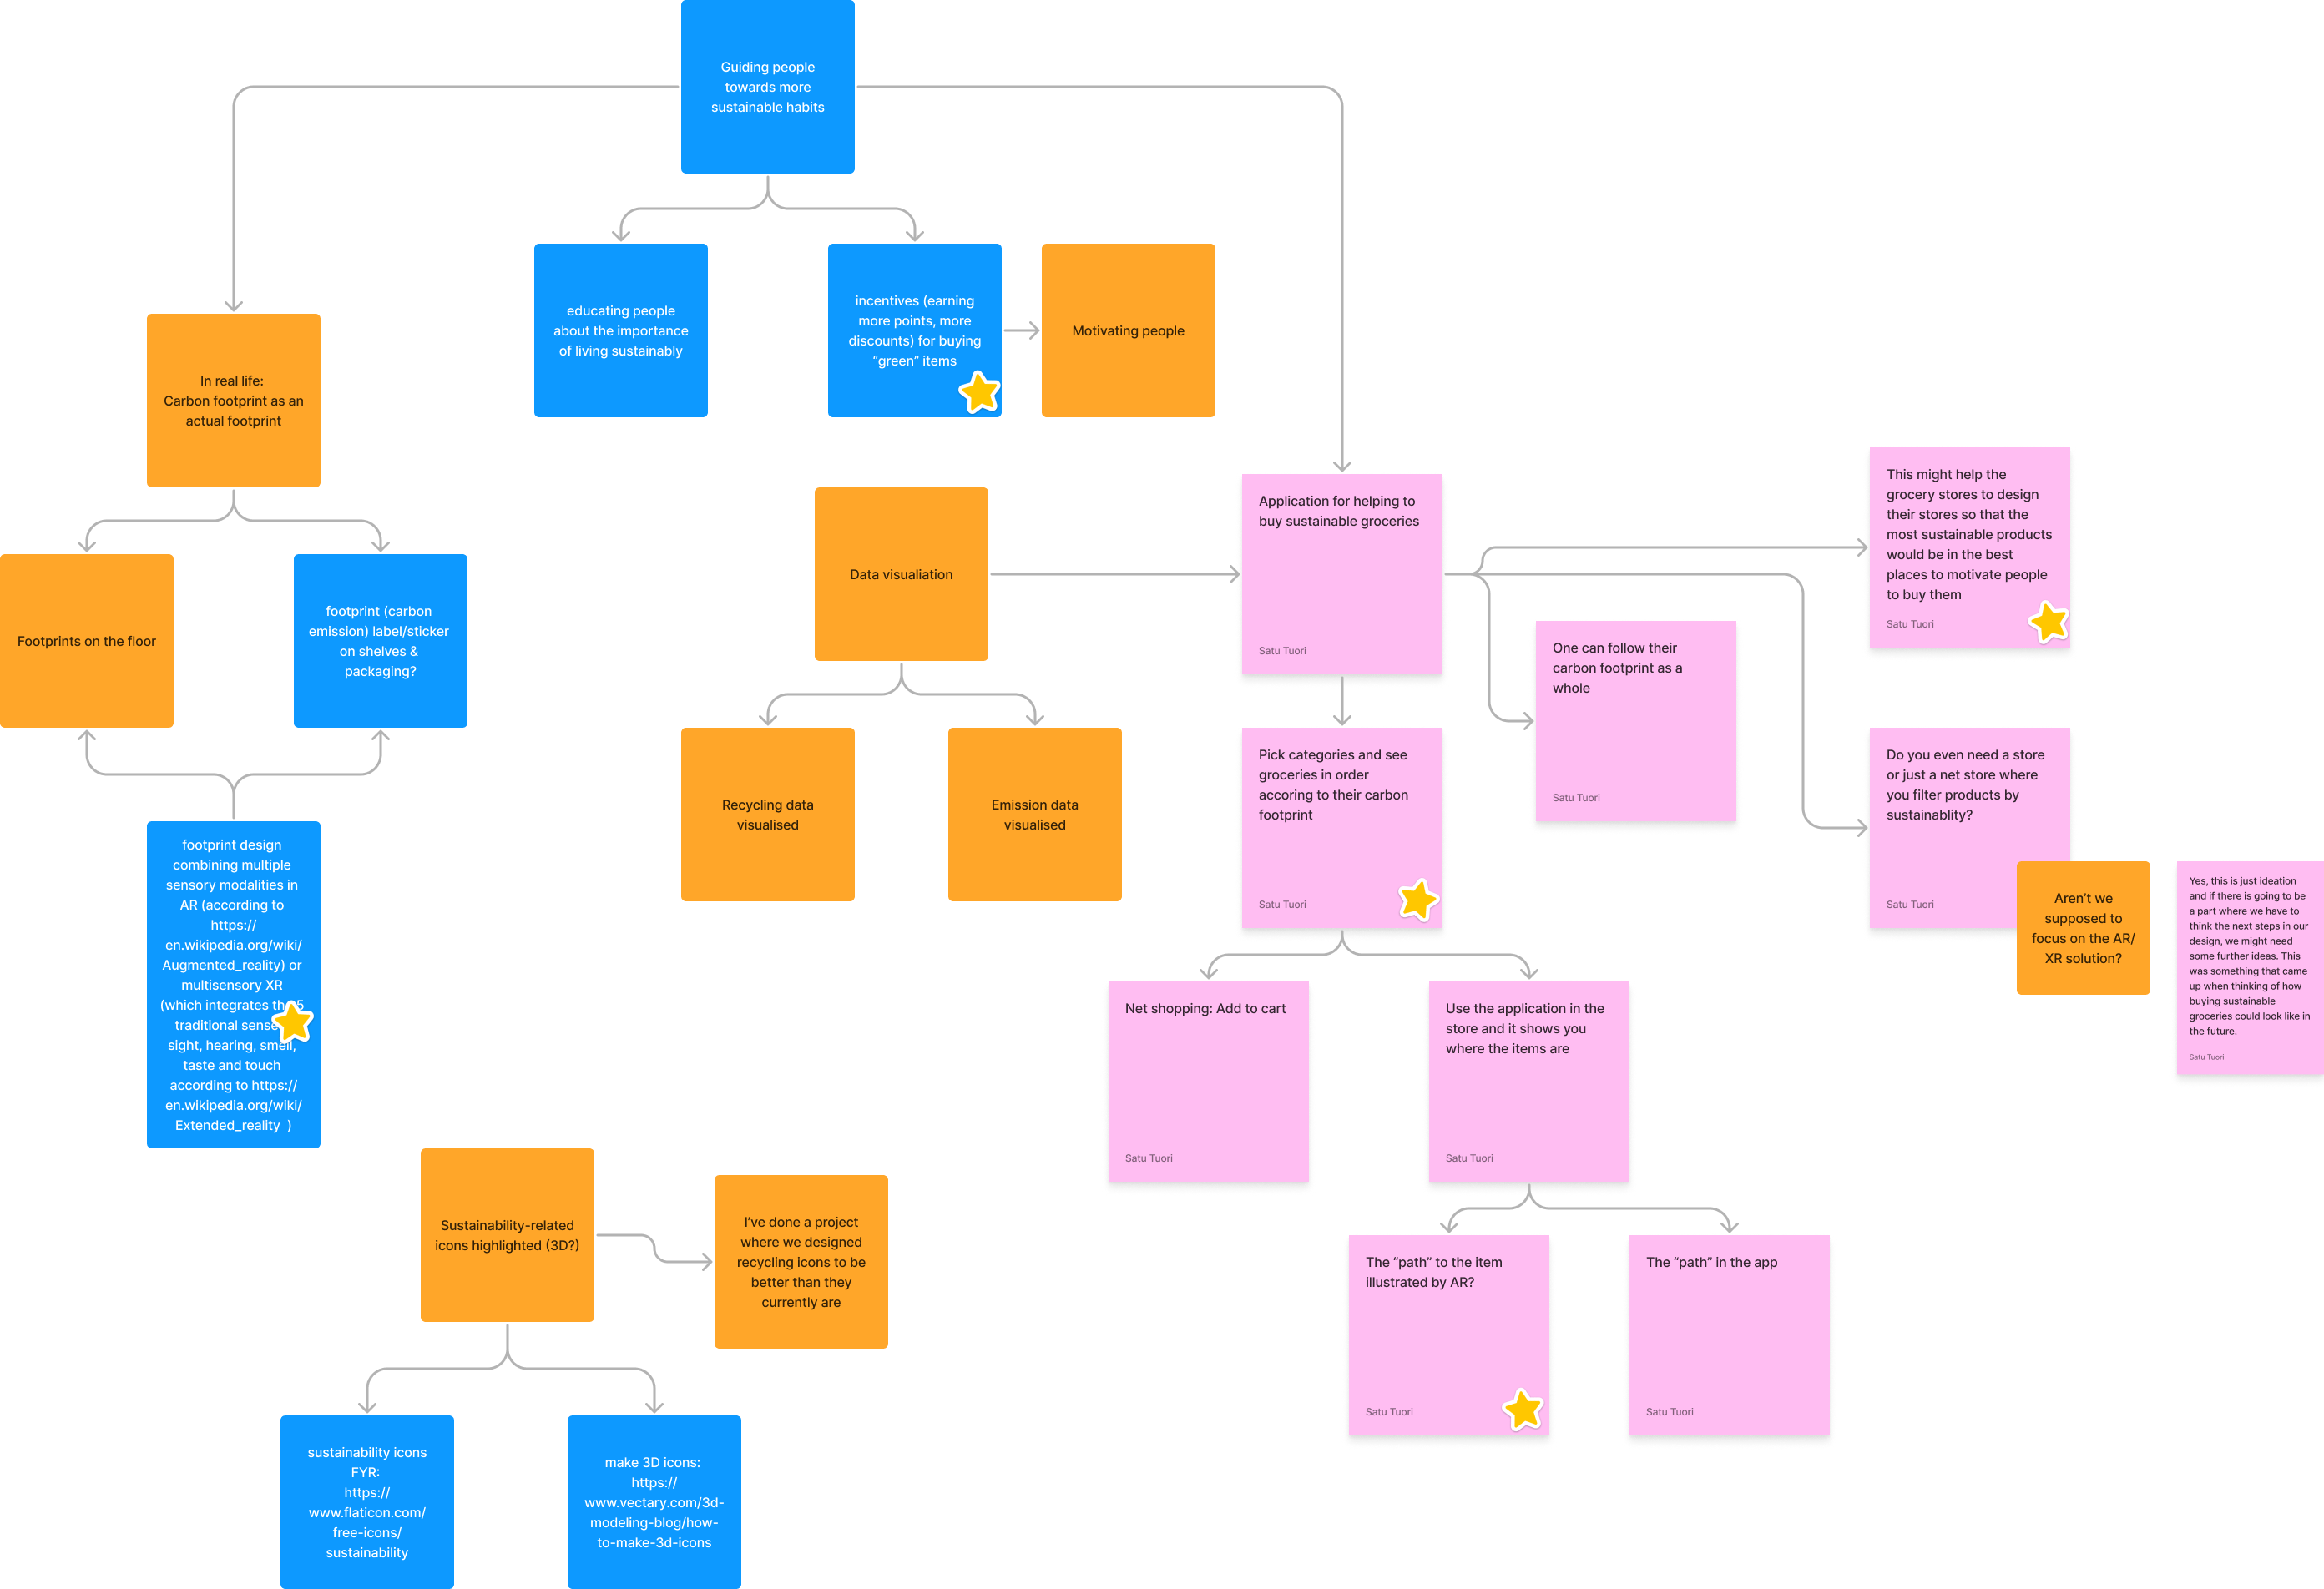 Guiding people
towards more
sustainable habits
educating people
about the importance
of living sustainably
incentives (earning
more points, more
discounts) for buying
“green” items
Motivating people
In real life:
Carbon footprint as an
actual footprint
Footprints on the floor
footprint (carbon
emission) label/sticker
on shelves &
packaging?
footprint design
combining multiple
sensory modalities in
AR (according to
https://
en.wikipedia.org/wiki/
Augmented_reality) or
multisensory XR
(which integrates the 5
traditional senses
sight, hearing, smell,
taste and touch
according to https://
en.wikipedia.org/wiki/
Extended_reality )
Data visualiation
Recycling data
visualised
Emission data
visualised
Application for helping to
buy sustainable groceries
Satu Tuori
This might help the
grocery stores to design
their stores so that the
most sustainable products
would be in the best
places to motivate people
to buy them
Satu Tuori
One can follow their
carbon footprint as a
whole
Satu Tuori
Pick categories and see
groceries in order
accoring to their carbon
footprint
Satu Tuori
Do you even need a store
or just a net store where
you filter products by
sustainablity?
Satu Tuori
Aren’t we
supposed to
focus on the AR/
XR solution?
Yes, this is just ideation
and if there is going to be
a part where we have to
think the next steps in our
design, we might need
some further ideas. This
was something that came
up when thinking of how
buying sustainable
groceries could look like in
the future.
Satu Tuori
Net shopping: Add to cart
Satu Tuori
Use the application in the
store and it shows you
where the items are
Satu Tuori
The “path” to the item
illustrated by AR?
Satu Tuori
The “path” in the app
Satu Tuori
Sustainability-related
icons highlighted (3D?)
I’ve done a project
where we designed
recycling icons to be
better than they
currently are
sustainability icons
FYR:
https://
www.flaticon.com/
free-icons/
sustainability
make 3D icons:
https://
www.vectary.com/3d-
modeling-blog/how-
to-make-3d-icons